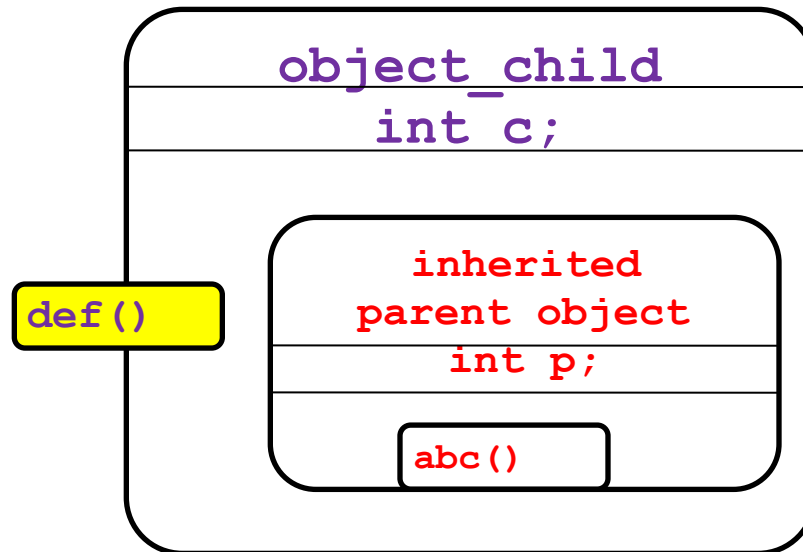 object_child
int c;
inherited
parent object
int p;
def()
abc()